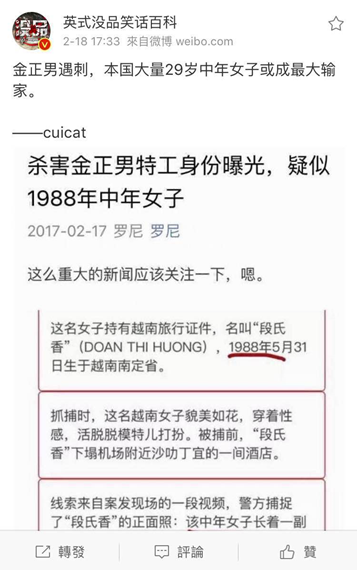 英式没品笑话百科
2-18 17:33 來自微博 weibo.com
金正男遇刺，本国大量29岁中年女子或成最大输
家。
——cuicat
杀害金正男特工身份曝光，疑似
1988年中年女子
2017-02-17 罗尼 罗尼
这么重大的新闻应该关注一下，嗯。
这名女子持有越南旅行证件，名叫“段氏
香”（DOAN THI HUONG），1988年5月31
日生于越南南定省。
抓捕时，这名越南女子貌美如花，穿着性
感，活脱脱模特儿打扮。被捕前，“段氏
香”下塌机场附近沙叻丁宜的一间酒店。
线索来自案发现场的一段视频，警方捕捉
了“段氏香”的正面照：该中年女子长着一副
轉發
評論
赞